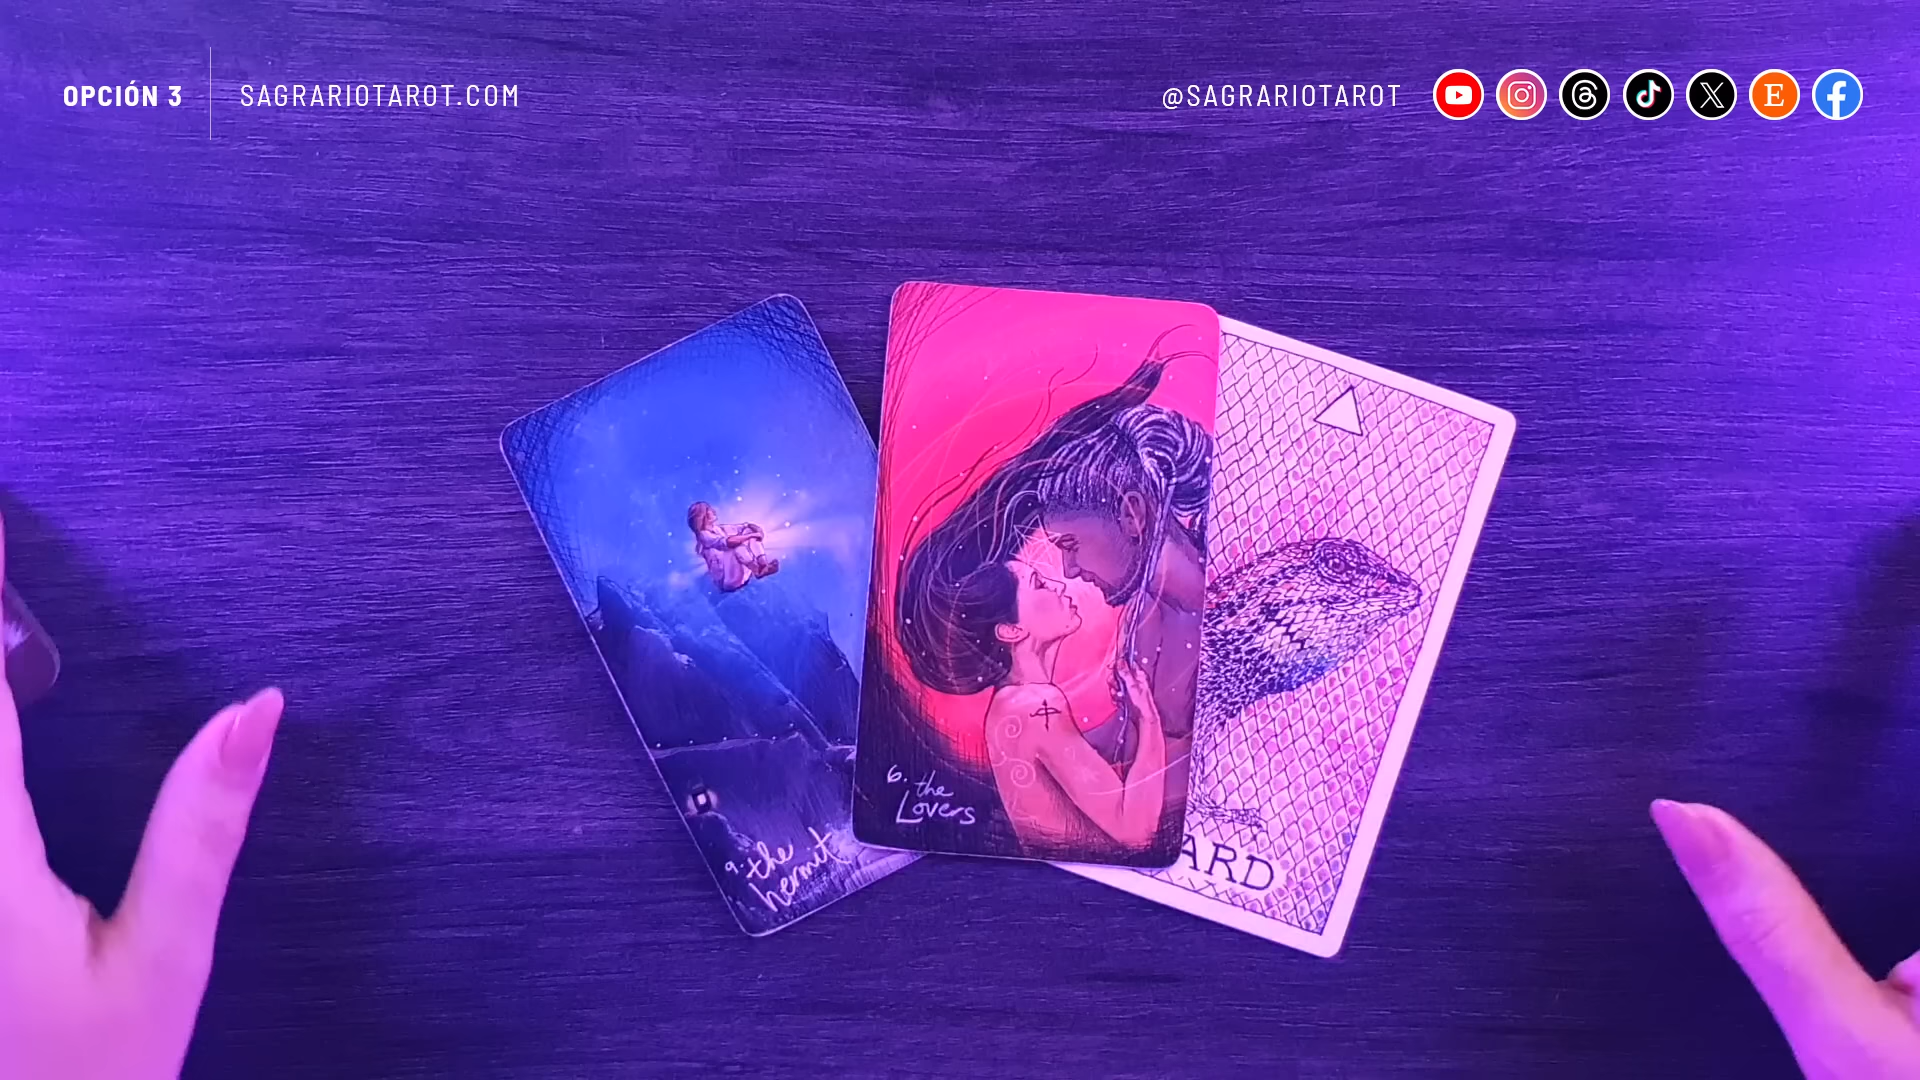 OPCIÓN 3
SAGRARIOTAROT.COM
@SAGRARIOTAROT
E
9. the
hermit
6. the
Lovers
ARD